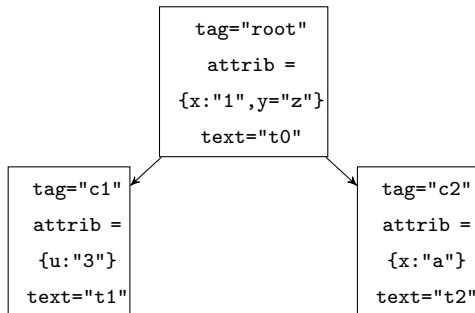 tag="root"
attrib =
{x:"1",y="z"}
text="t0"
tag="c1"
attrib =
{u:"3"}
text="t1"
tag="c2"
attrib =
{x:"a"}
text="t2"